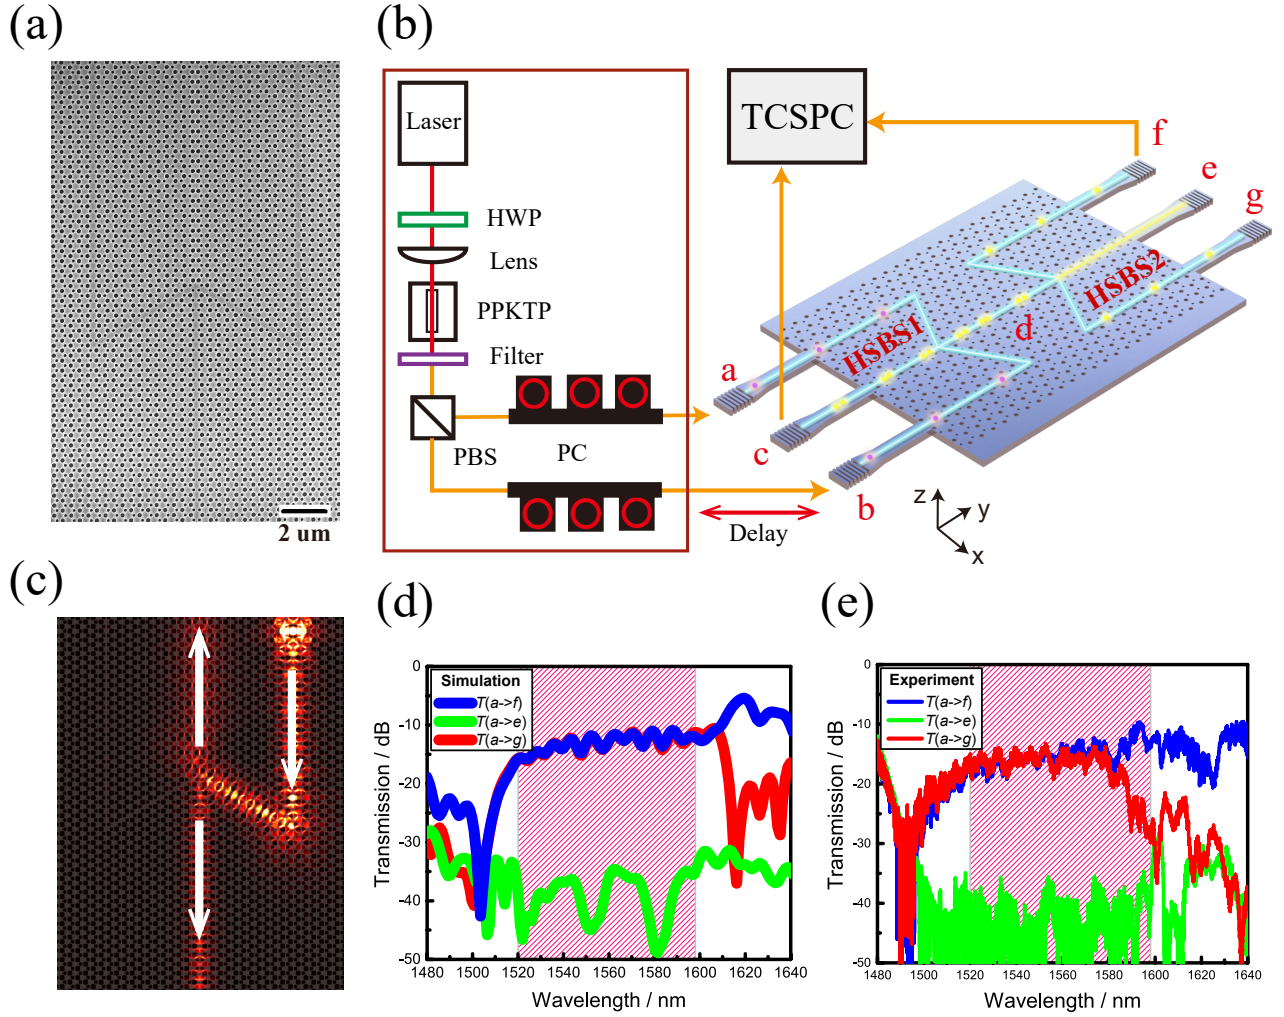 (a)
2 um
(b)
Laser
HWP
Lens
PPKTP
Filter
PBS
PC
Delay
TCSPC
f
e
g
HSBS2
d
HSBS1
a
c
b
z
y
x
(c)
(d)
Transmission / dB
0
-10
-20
-30
-40
-50
Simulation
T(a->f)
T(a->e)
T(a->g)
1480 1500 1520 1540 1560 1580 1600 1620 1640
Wavelength / nm
(e)
Transmission / dB
0
-10
-20
-30
-40
-50
Experiment
T(a->f)
T(a->e)
T(a->g)
1480 1500 1520 1540 1560 1580 1600 1620 1640
Wavelength / nm